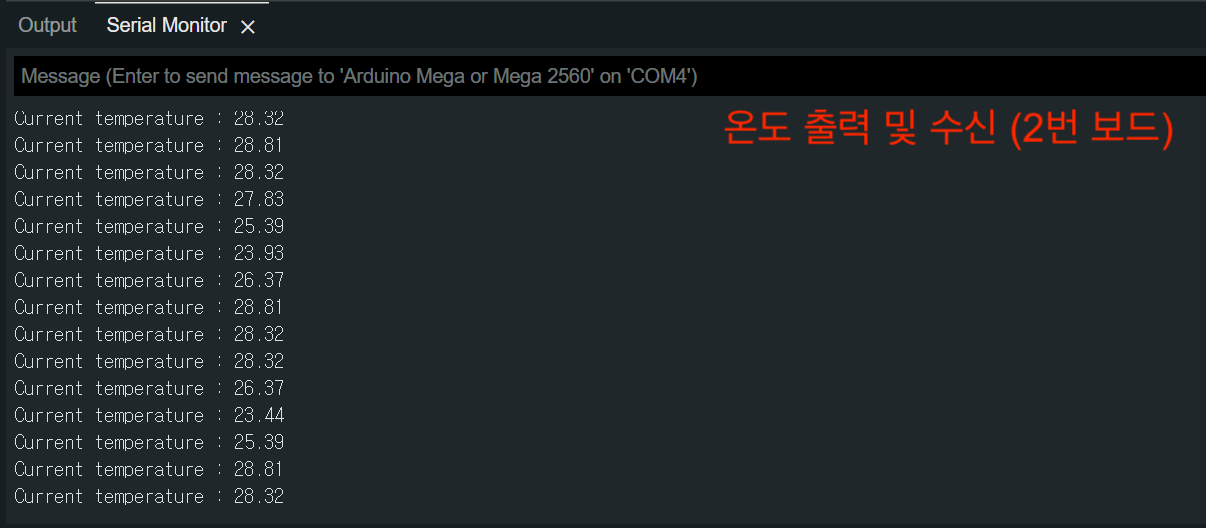 Output
Serial Monitor
Message (Enter to send message to 'Arduino Mega or Mega 2560' on 'COM4')
온도 출력 및 수신 (2번 보드)
Current temperature : 28.32
Current temperature : 28.81
Current temperature : 28.32
Current temperature : 27.83
Current temperature : 25.39
Current temperature : 23.93
Current temperature : 26.37
Current temperature : 28.81
Current temperature : 28.32
Current temperature : 28.32
Current temperature : 26.37
Current temperature : 23.44
Current temperature : 25.39
Current temperature : 28.81
Current temperature : 28.32